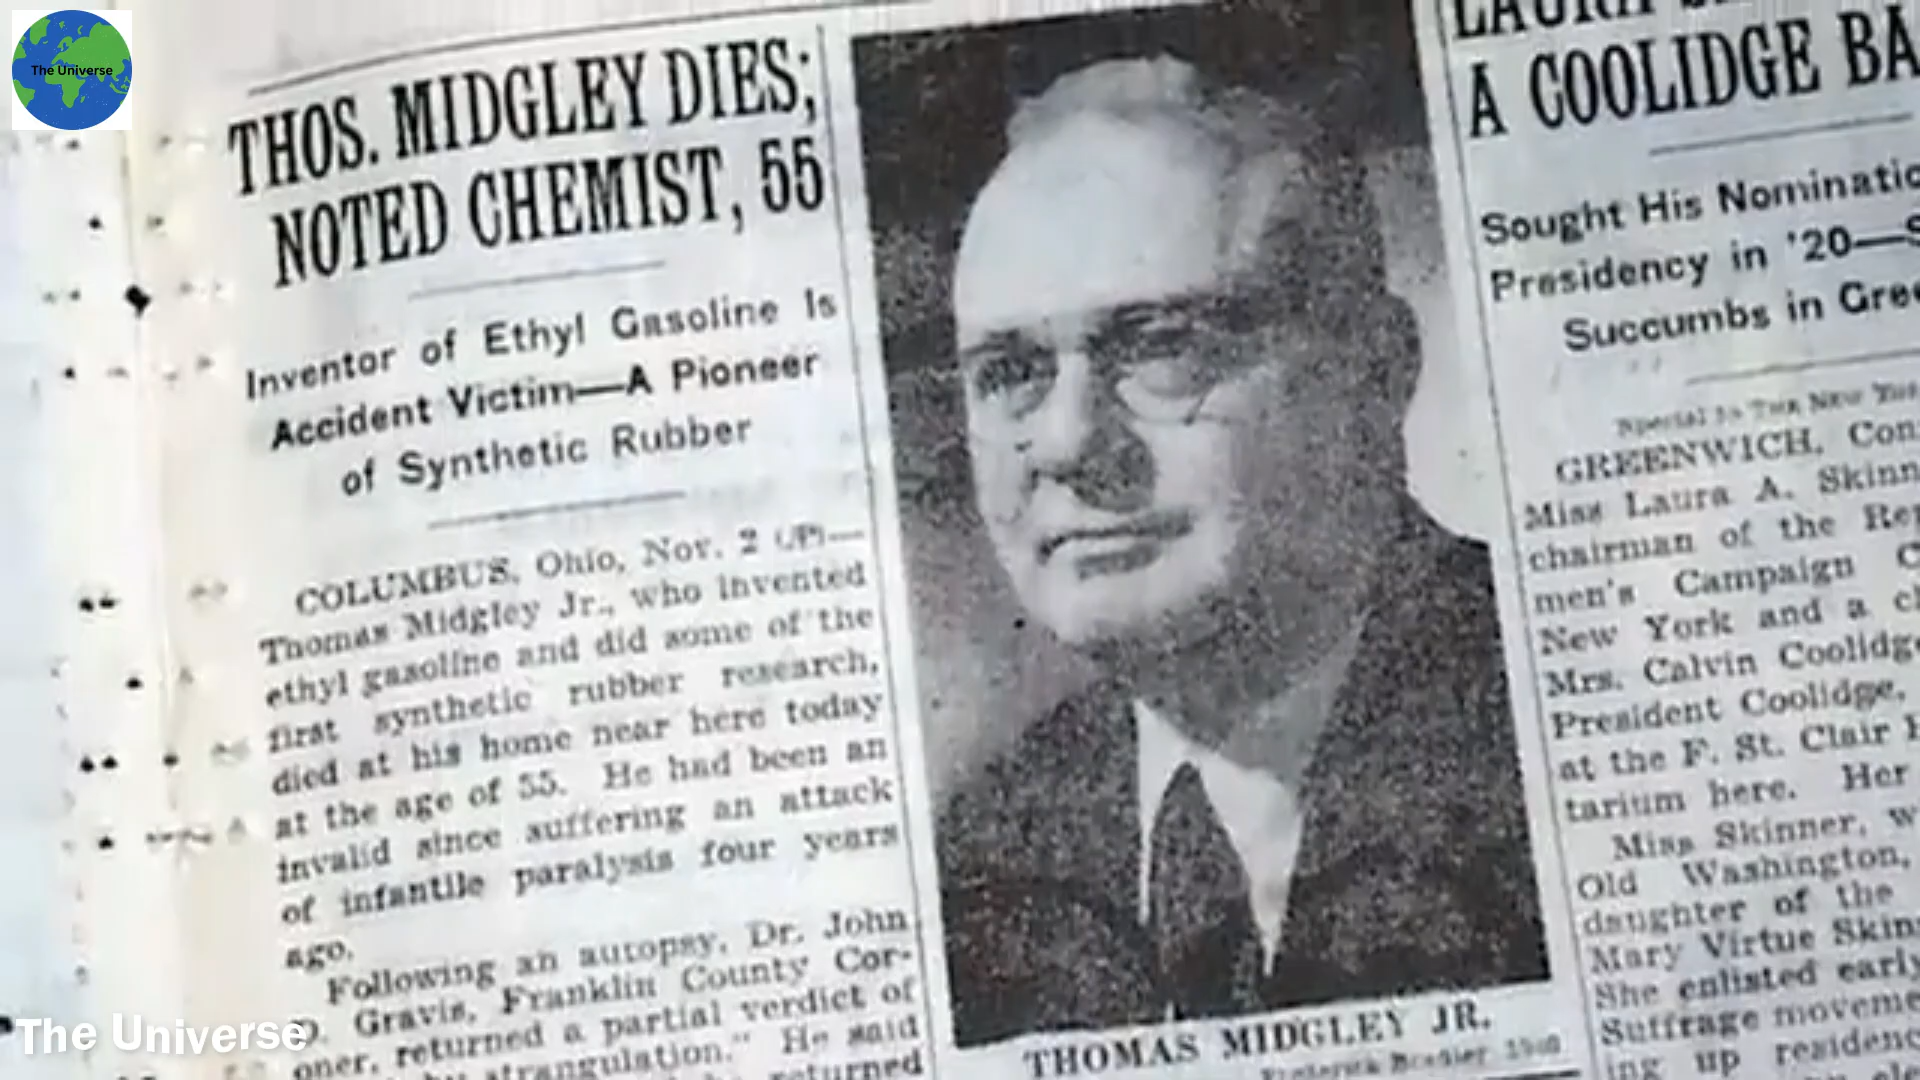 The Universe
THOS. MIDGLEY DIES;
NOTED CHEMIST, 55
Inventor of Ethyl Gasoline Is
Accident Victim—A Pioneer
of Synthetic Rubber
COLUMBUS, Ohio, Nov. 2 (AP)—
Thomas Midgley Jr., who invented
ethyl gasoline and did some of the
first synthetic rubber research,
died at his home near here today
at the age of 55. He had been an
invalid since suffering an attack
of infantile paralysis four years
ago.
Following an autopsy, Dr. John
D. Gravis, Franklin County Cor-
oner, returned a partial verdict of
by strangulation." He said
returned
THOMAS MIDGLEY JR.
1940
A COOLIDGE BA
Sought His Nominatio
Presidency in '20—S
Succumbs in Gree
Special to THE NEW YOR
GREENWICH, Con
Miss Laura A. Skinn
chairman of the Rep
men's Campaign C
New York and a cl
Mrs. Calvin Coolidge
President Coolidge,
at the F. St. Clair
tarium here. Her
Miss Skinner, w
Old Washington,
daughter of the
Mary Virtue Skin
She enlisted early
Suffrage moveme
ing up residenc
The Universe